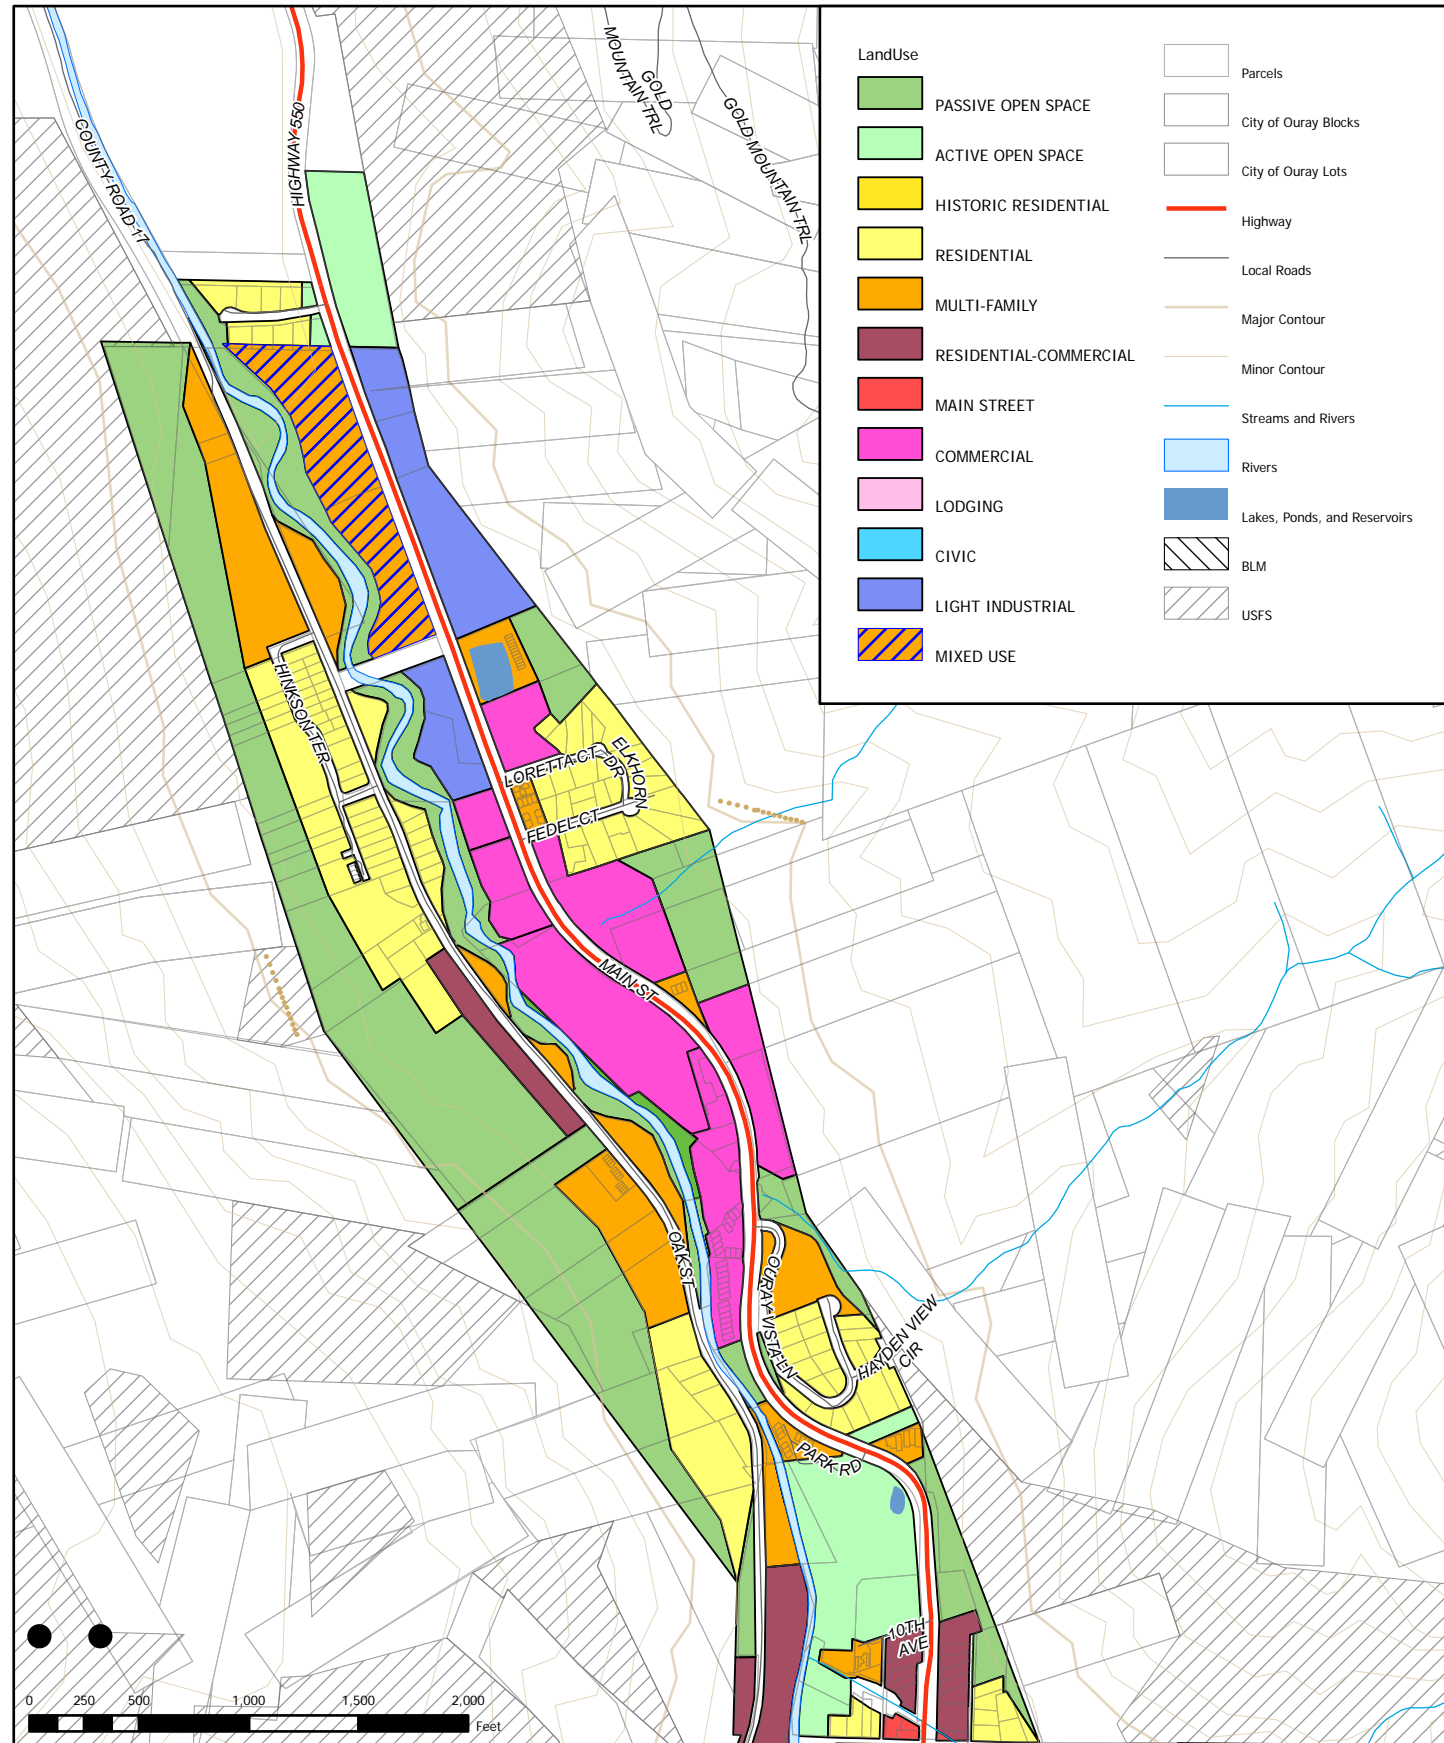 LandUse
PASSIVE OPEN SPACE
ACTIVE OPEN SPACE
HISTORIC RESIDENTIAL
RESIDENTIAL
MULTI-FAMILY
RESIDENTIAL-COMMERCIAL
MAIN STREET
COMMERCIAL
LODGING
CIVIC
LIGHT INDUSTRIAL
MIXED USE
Parcels
City of Ouray Blocks
City of Ouray Lots
Highway
Local Roads
Major Contour
Minor Contour
Streams and Rivers
Rivers
Lakes, Ponds, and Reservoirs
BLM
USFS
GOLD
MOUNTAIN-TRL
GOLD-MOUNTAIN-TRL
COUNTY-ROAD-17
HIGHWAY-550
HINKSON-TER
LORETTA-CT
ELKHORN
DR
FEDEL-CT
MAIN-ST
OAK-ST
OURAY-VISTA-LN
HAYDEN VIEW
CIR
PARK-RD
10TH
AVE
0 250 500 1,000 1,500 2,000
Feet